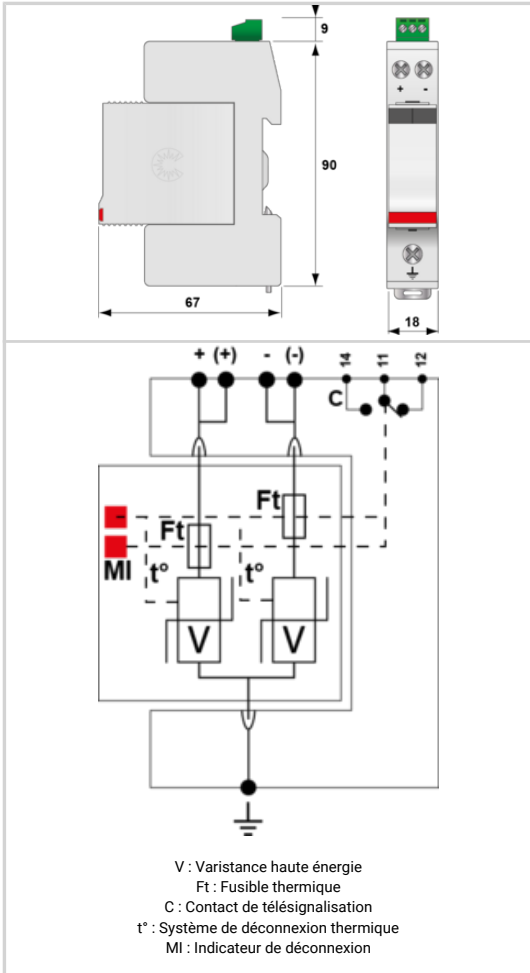 9
90
67
+ -
18
+ (+) - (-) 14 11 12
C
Ft
Ft
MI t° t°
V V
V : Varistance haute énergie
Ft : Fusible thermique
C : Contact de télésignalisation
t° : Système de déconnexion thermique
MI : Indicateur de déconnexion